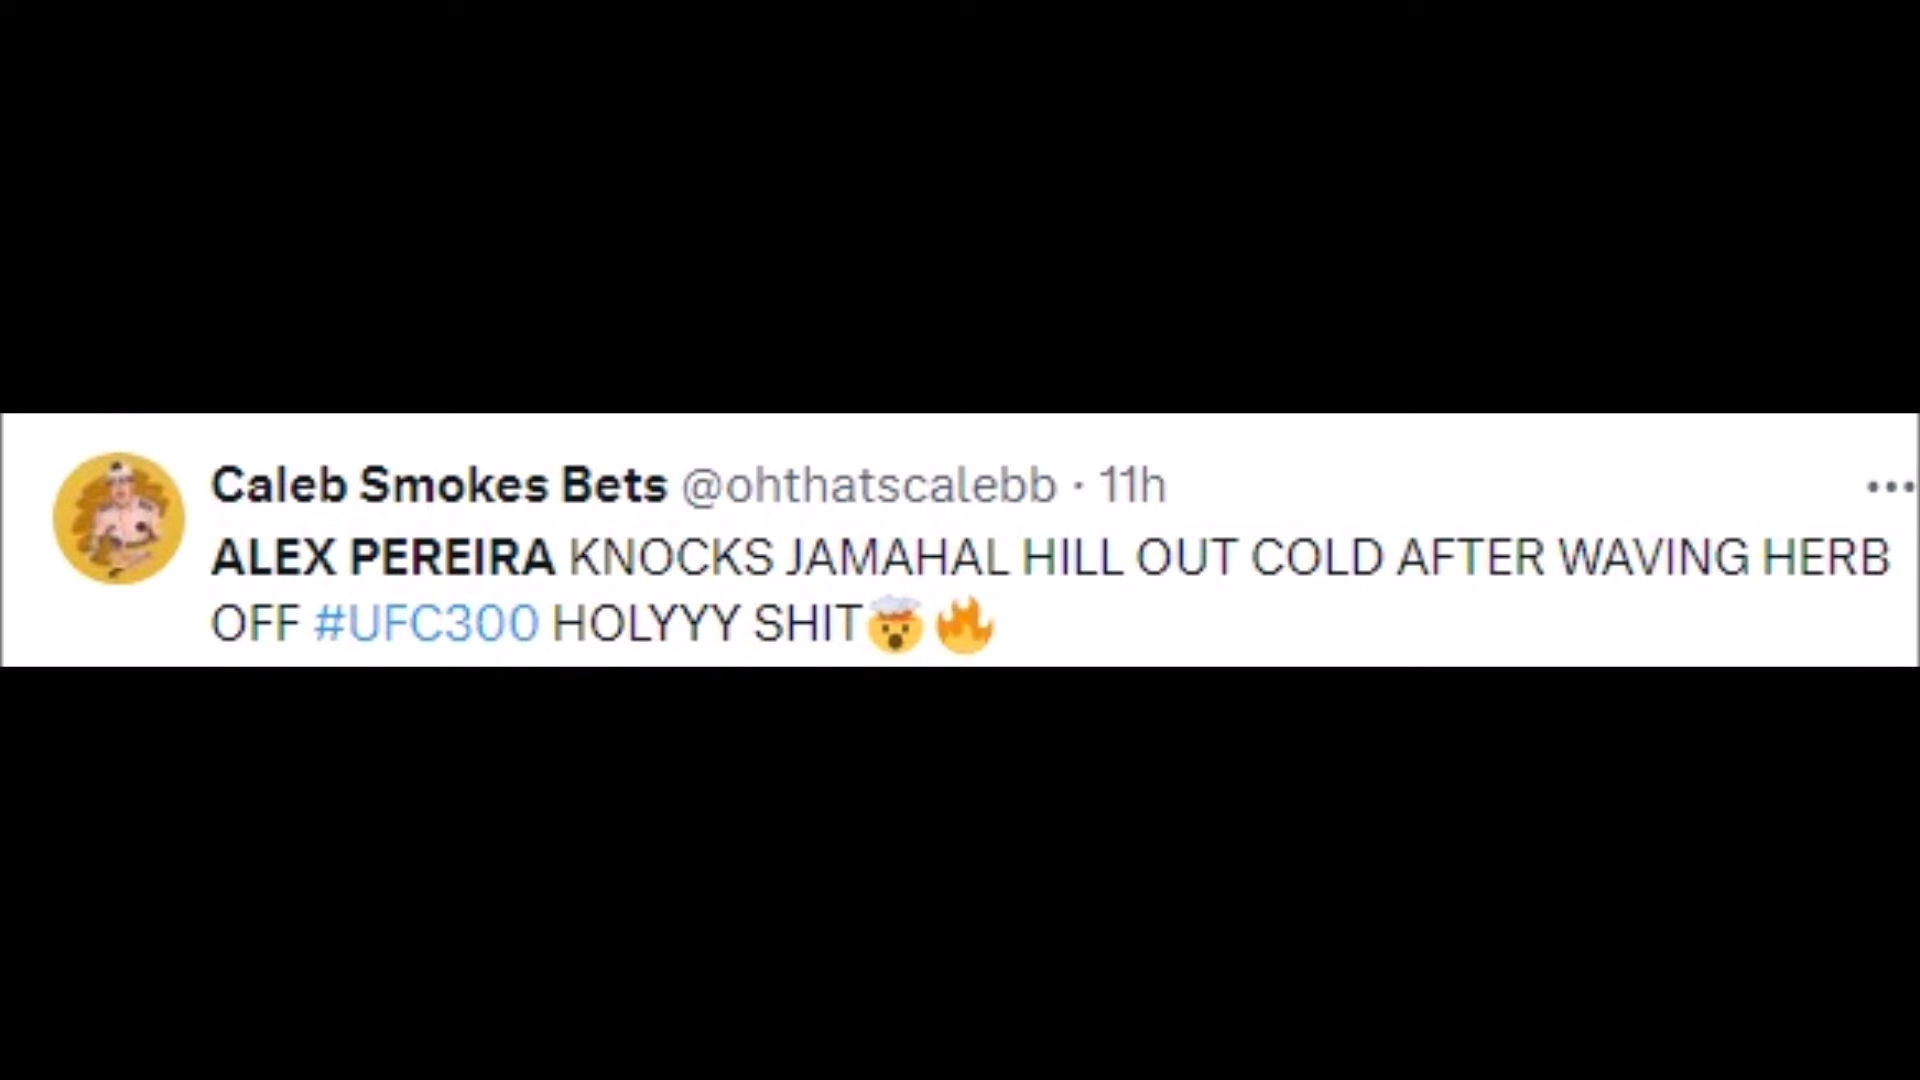 Caleb Smokes Bets @ohthatscalebb · 11h
ALEX PEREIRA KNOCKS JAMAHAL HILL OUT COLD AFTER WAVING HERB
OFF #UFC300 HOLYYY SHIT🤯🔥